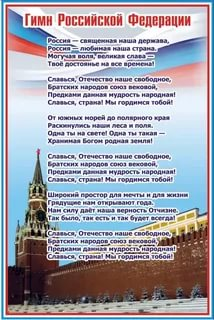 Гимн Российской Федерации
Россия – священная наша держава,
Россия – любимая наша страна.
Могучая воля, великая слава –
Твоё достоянье на все времена!
Славься, Отечество наше свободное,
Братских народов союз вековой,
Предками данная мудрость народная!
Славься, страна! Мы гордимся тобой!
От южных морей до полярного края
Раскинулись наши леса и поля.
Одна ты на свете! Одна ты такая –
Хранимая Богом родная земля!
Славься, Отечество наше свободное,
Братских народов союз вековой,
Предками данная мудрость народная!
Славься, страна! Мы гордимся тобой!
Широкий простор для мечты и для жизни
Грядущие нам открывают года.
Нам силу даёт наша верность Отчизне.
Так было, так есть и так будет всегда!
Славься, Отечество наше свободное,
Братских народов союз вековой,
Предками данная мудрость народная!
Славься, страна! Мы гордимся тобой!